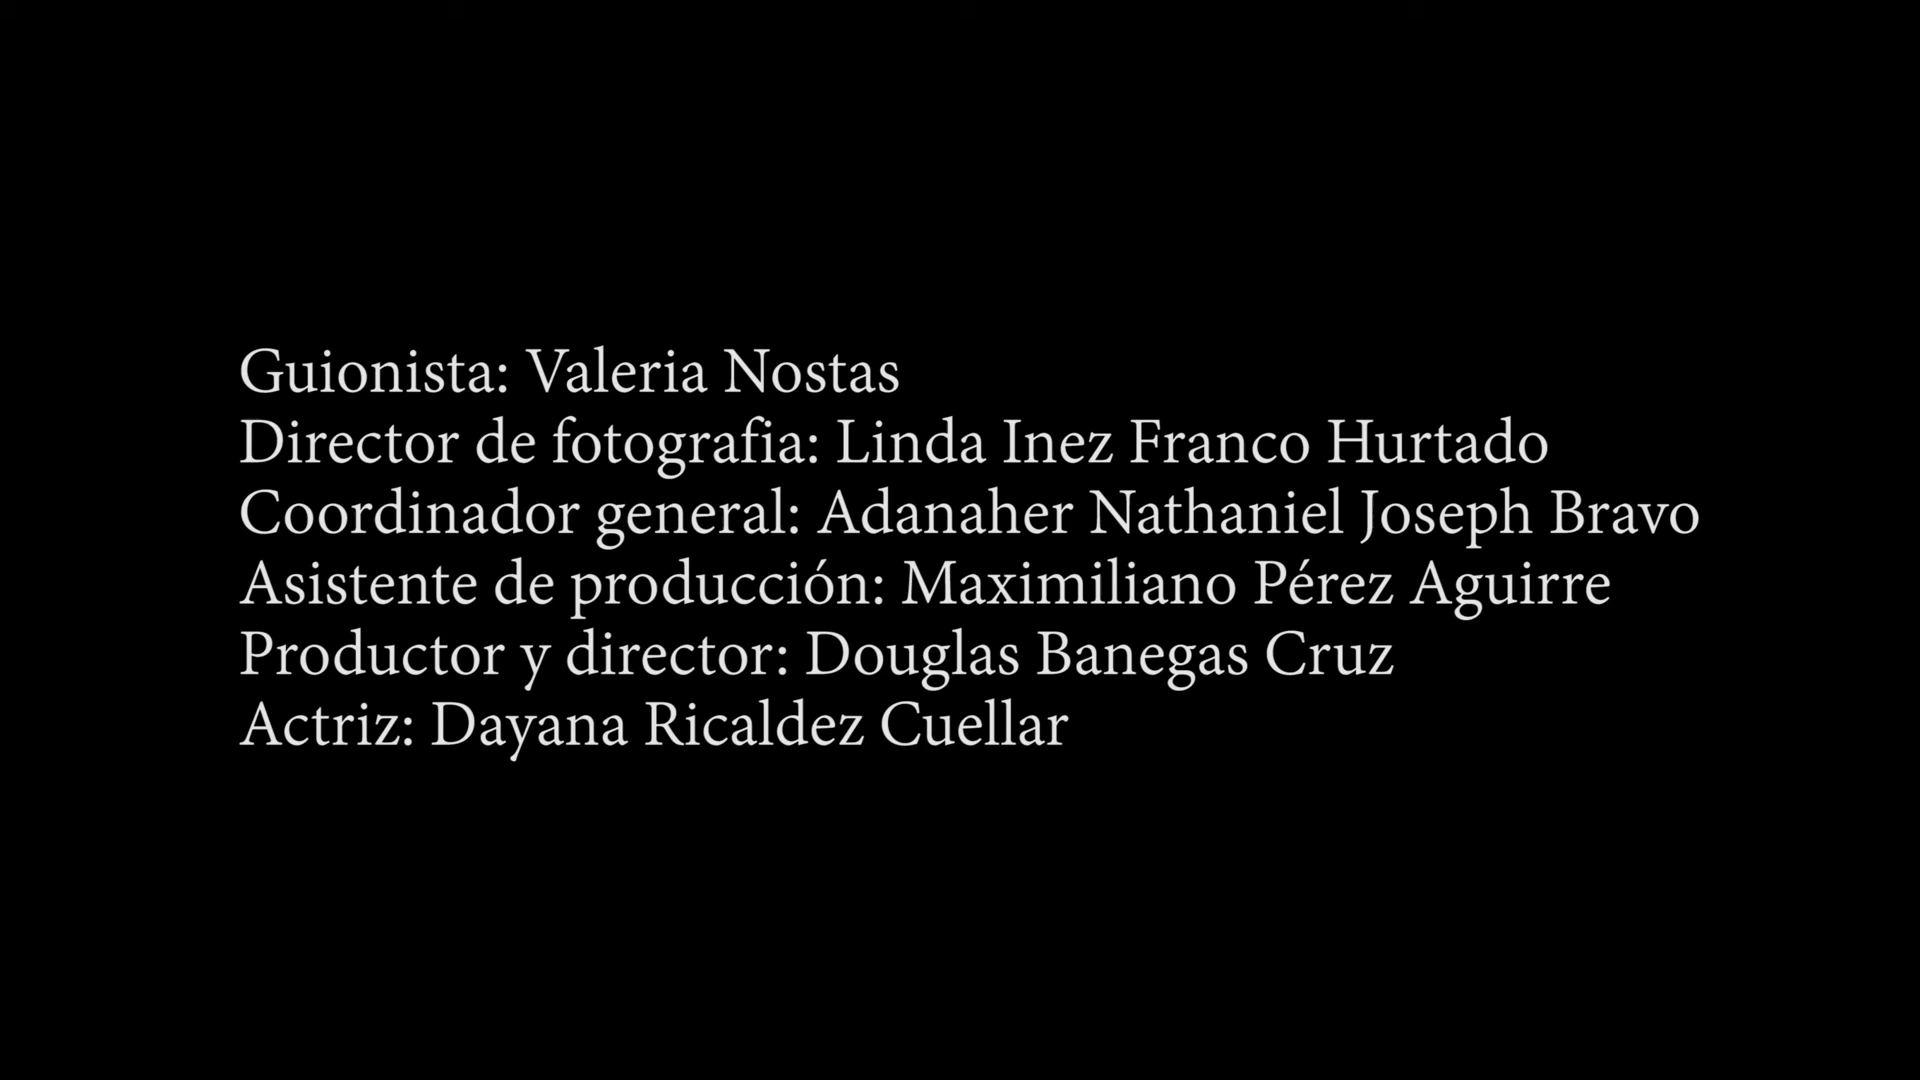 Guionista: Valeria Nostas
Director de fotografia: Linda Inez Franco Hurtado
Coordinador general: Adanaher Nathaniel Joseph Bravo
Asistente de producción: Maximiliano Pérez Aguirre
Productor y director: Douglas Banegas Cruz
Actriz: Dayana Ricaldez Cuellar